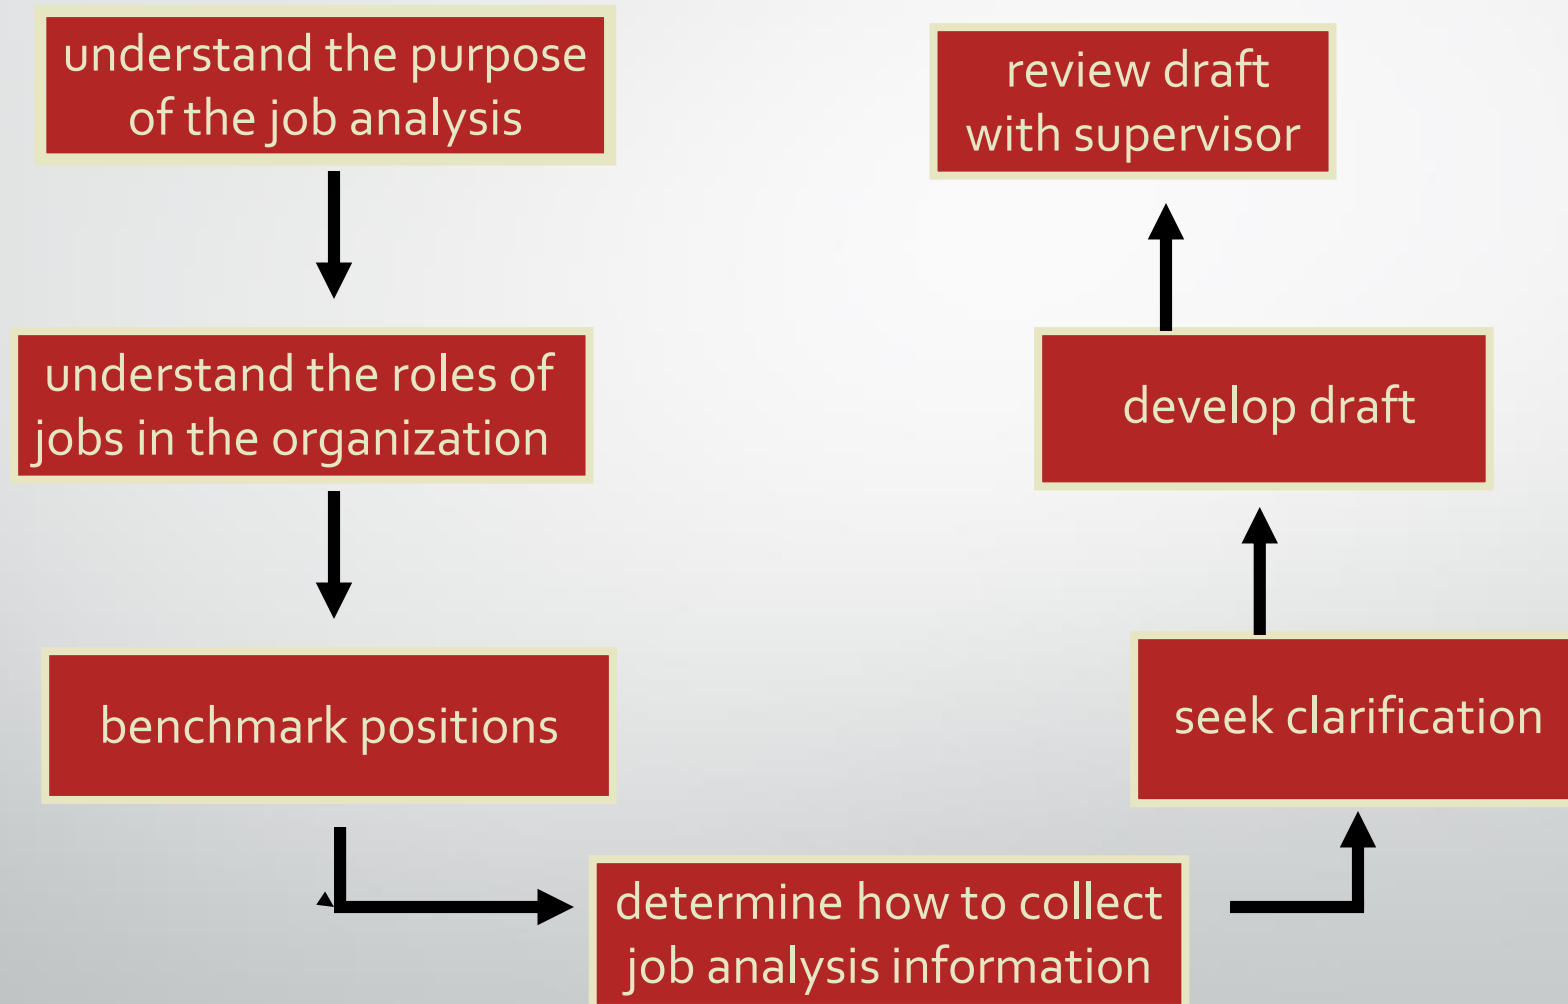 understand the purpose
of the job analysis
understand the roles of
jobs in the organization
benchmark positions
determine how to collect
job analysis information
seek clarification
develop draft
review draft
with supervisor